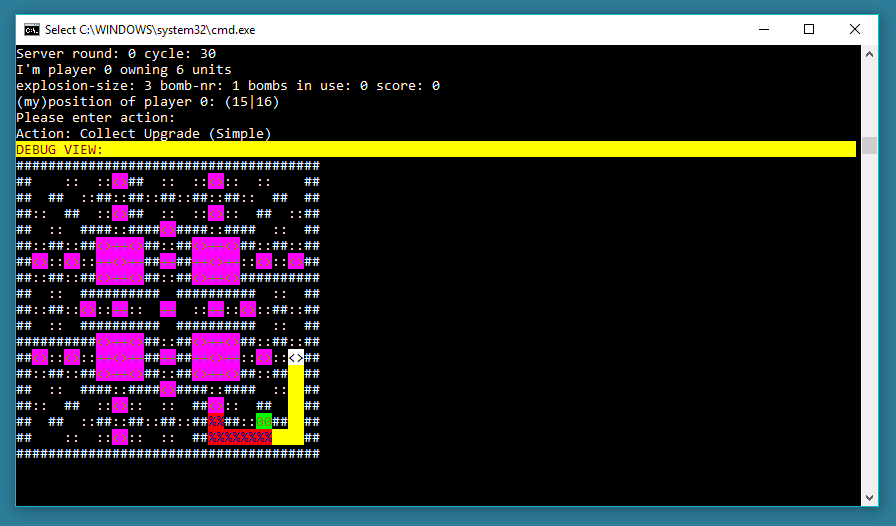 Select C:\WINDOWS\system32\cmd.exe
Server round: 0 cycle: 30
I'm player 0 owning 6 units
explosion-size: 3 bomb-nr: 1 bombs in use: 0 score: 0
(my)position of player 0: (15|16)
Please enter action:
Action: Collect Upgrade (Simple)
DEBUG VIEW:
######################################
##    ::  ::  ##  ::  ::  ::  ::    ##
##  ##  ::##::##::##::##::##::  ##  ##
##::  ##  ::  ##  ::  ::  ::  ##  ::##
##  ::  ####::####  ####::####  ::  ##
##::##::##      ##::##      ##::##::##
##  ::  ::      ##  ##      ::  ::  ##
##::##::##      ##::##      ##########
##  ::  ##########  ##########  ::  ##
##::##::  ::  ::      ::  ::  ::##::##
##  ::  ##########  ##########  ::  ##
##########      ##::##      ##::##::##
##  ::  ::      ##  ##      ::  ::<>##
##::##::##      ##::##      ##::##  ##
##  ::  ####::####  ####::####  ::  ##
##::  ##  ::  ::  ::  ##  ::  ##    ##
##  ##  ::##::##::##::##%%##::00##  ##
##    ::  ::  ::  ::  ##%%%%%%%%    ##
######################################